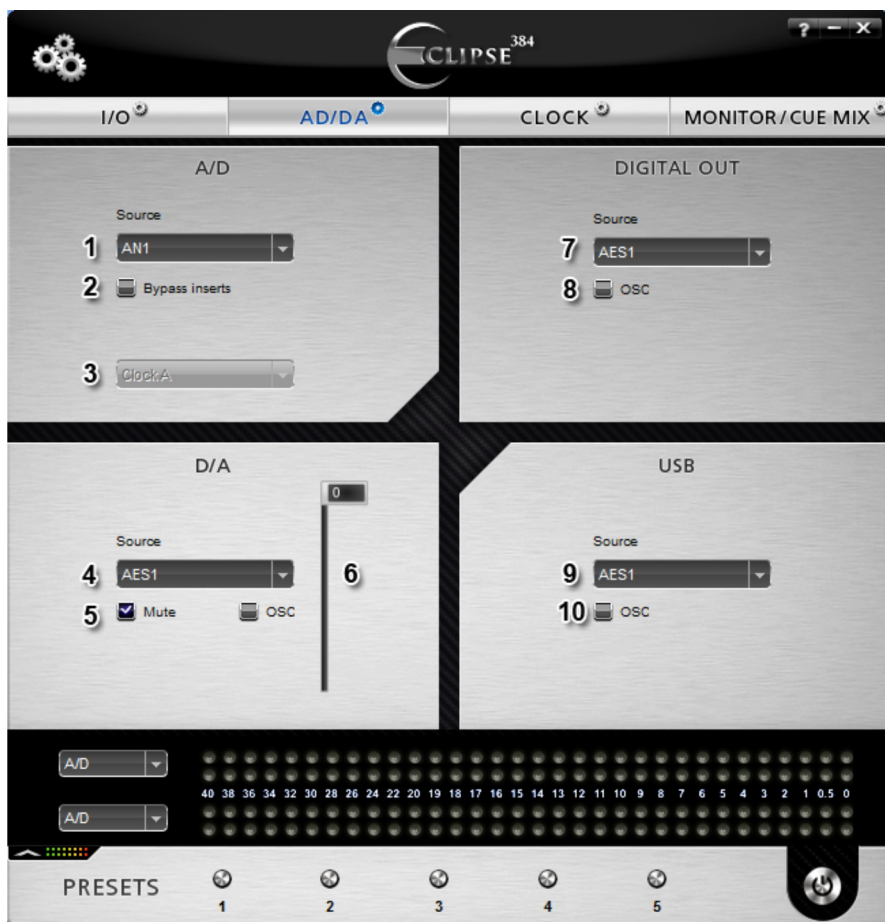 ECLIPSE 384
? – X
I/O
AD/DA
CLOCK
MONITOR/CUE MIX
A/D
Source
1 AN1
2 Bypass inserts
3 Clock A
DIGITAL OUT
Source
7 AES1
8 OSC
D/A
0
Source
4 AES1
6
5 Mute OSC
USB
Source
9 AES1
10 OSC
A/D
40 38 36 34 32 30 28 26 24 22 20 19 18 17 16 15 14 13 12 11 10 9 8 7 6 5 4 3 2 1 0.5 0
A/D
PRESETS
1 2 3 4 5